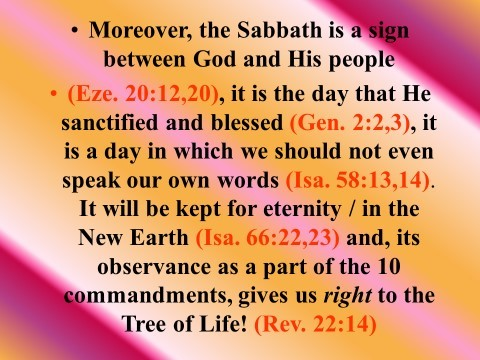 • Moreover, the Sabbath is a sign
between God and His people
• (Eze. 20:12,20), it is the day that He
sanctified and blessed (Gen. 2:2,3), it
is a day in which we should not even
speak our own words (Isa. 58:13,14).
It will be kept for eternity / in the
New Earth (Isa. 66:22,23) and, its
observance as a part of the 10
commandments, gives us right to the
Tree of Life! (Rev. 22:14)